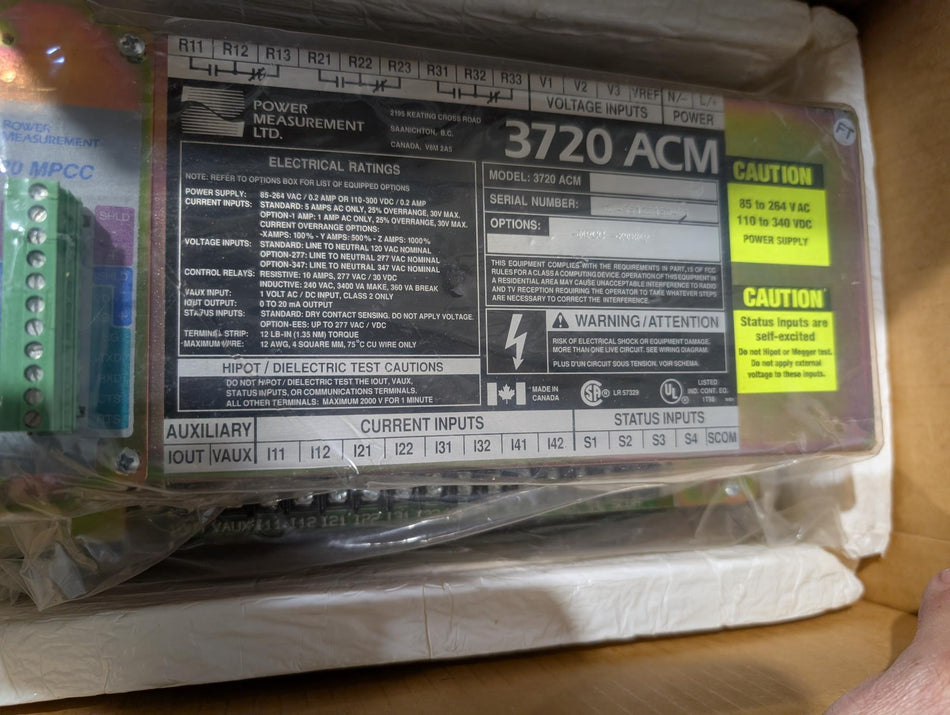 R11 R12 R13 R21 R22 R23 R31 R32 R33 V1 V2 V3 VREF N/- L/+
VOLTAGE INPUTS POWER
POWER
MEASUREMENT
LTD.
2195 KEATING CROSS ROAD
SAANICHTON, B.C.
CANADA, V8M 2A5
3720 ACM
ELECTRICAL RATINGS
NOTE: REFER TO OPTIONS BOX FOR LIST OF EQUIPPED OPTIONS
POWER SUPPLY: 85-264 VAC / 0.2 AMP OR 110-300 VDC / 0.2 AMP
CURRENT INPUTS: STANDARD: 5 AMPS AC ONLY, 25% OVERRANGE, 30V MAX.
OPTION-1 AMP: 1 AMP AC ONLY, 25% OVERRANGE, 30V MAX.
CURRENT OVERRANGE OPTIONS:
-XAMPS: 100% - Y AMPS: 500% - Z AMPS: 1000%
VOLTAGE INPUTS: STANDARD: LINE TO NEUTRAL 120 VAC NOMINAL
OPTION-277: LINE TO NEUTRAL 277 VAC NOMINAL
OPTION-347: LINE TO NEUTRAL 347 VAC NOMINAL
CONTROL RELAYS: RESISTIVE: 10 AMPS, 277 VAC / 30 VDC
INDUCTIVE: 240 VAC, 3400 VA MAKE, 360 VA BREAK
VAUX INPUT: 1 VOLT AC / DC INPUT, CLASS 2 ONLY
IOUT OUTPUT: 0 TO 20 mA OUTPUT
STATUS INPUTS: STANDARD: DRY CONTACT SENSING. DO NOT APPLY VOLTAGE.
OPTION-EES: UP TO 277 VAC / VDC
TERMINAL STRIP: 12 LB-IN (1.35 NM) TORQUE
MAXIMUM WIRE: 12 AWG, 4 SQUARE MM, 75°C CU WIRE ONLY
HIPOT / DIELECTRIC TEST CAUTIONS
DO NOT HIPOT / DIELECTRIC TEST THE IOUT, VAUX,
STATUS INPUTS, OR COMMUNICATIONS TERMINALS.
ALL OTHER TERMINALS: MAXIMUM 2000 V FOR 1 MINUTE
MODEL: 3720 ACM
SERIAL NUMBER:
OPTIONS:
THIS EQUIPMENT COMPLIES WITH THE REQUIREMENTS IN PART 15 OF FCC
RULES FOR A CLASS A COMPUTING DEVICE. OPERATION OF THIS EQUIPMENT IN
A RESIDENTIAL AREA MAY CAUSE UNACCEPTABLE INTERFERENCE TO RADIO
AND TV RECEPTION REQUIRING THE OPERATOR TO TAKE WHATEVER STEPS
ARE NECESSARY TO CORRECT THE INTERFERENCE.
WARNING / ATTENTION
RISK OF ELECTRICAL SHOCK OR EQUIPMENT DAMAGE.
MORE THAN ONE LIVE CIRCUIT. SEE WIRING DIAGRAM.
PLUS D'UN CIRCUIT SOUS TENSION. VOIR SCHEMA.
MADE IN
CANADA
LR 57329
LISTED
IND. CONT. EQ.
1T98
AUXILIARY CURRENT INPUTS STATUS INPUTS
IOUT VAUX I11 I12 I21 I22 I31 I32 I41 I42 S1 S2 S3 S4 SCOM
CAUTION
85 to 264 VAC
110 to 340 VDC
POWER SUPPLY
CAUTION
Status inputs are
self-excited
Do not Hipot or Megger test.
Do not apply external
voltage to these inputs.
FT
POWER
MEASUREMENT
20 MPCC
SHLD
VAUX I11 I12 I21 I22 I31